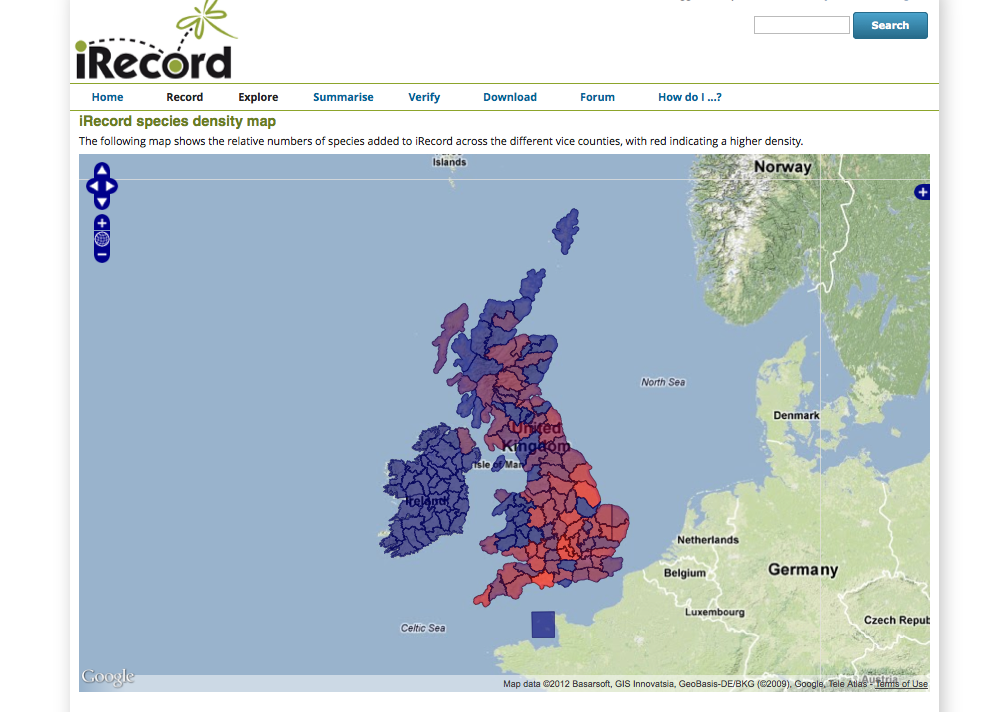 iRecord
Search
Home Record Explore Summarise Verify Download Forum How do I ...?
iRecord species density map
The following map shows the relative numbers of species added to iRecord across the different vice counties, with red indicating a higher density.
Islands
Norway
+
+
−
North Sea
Denmark
United
Kingdom
Isle of Man
Ireland
Netherlands
Germany
Belgium
Luxembourg
Czech Repub
Celtic Sea
Austria
Google
Map data ©2012 Basarsoft, GIS Innovatsia, GeoBasis-DE/BKG (©2009), Google, Tele Atlas - Terms of Use